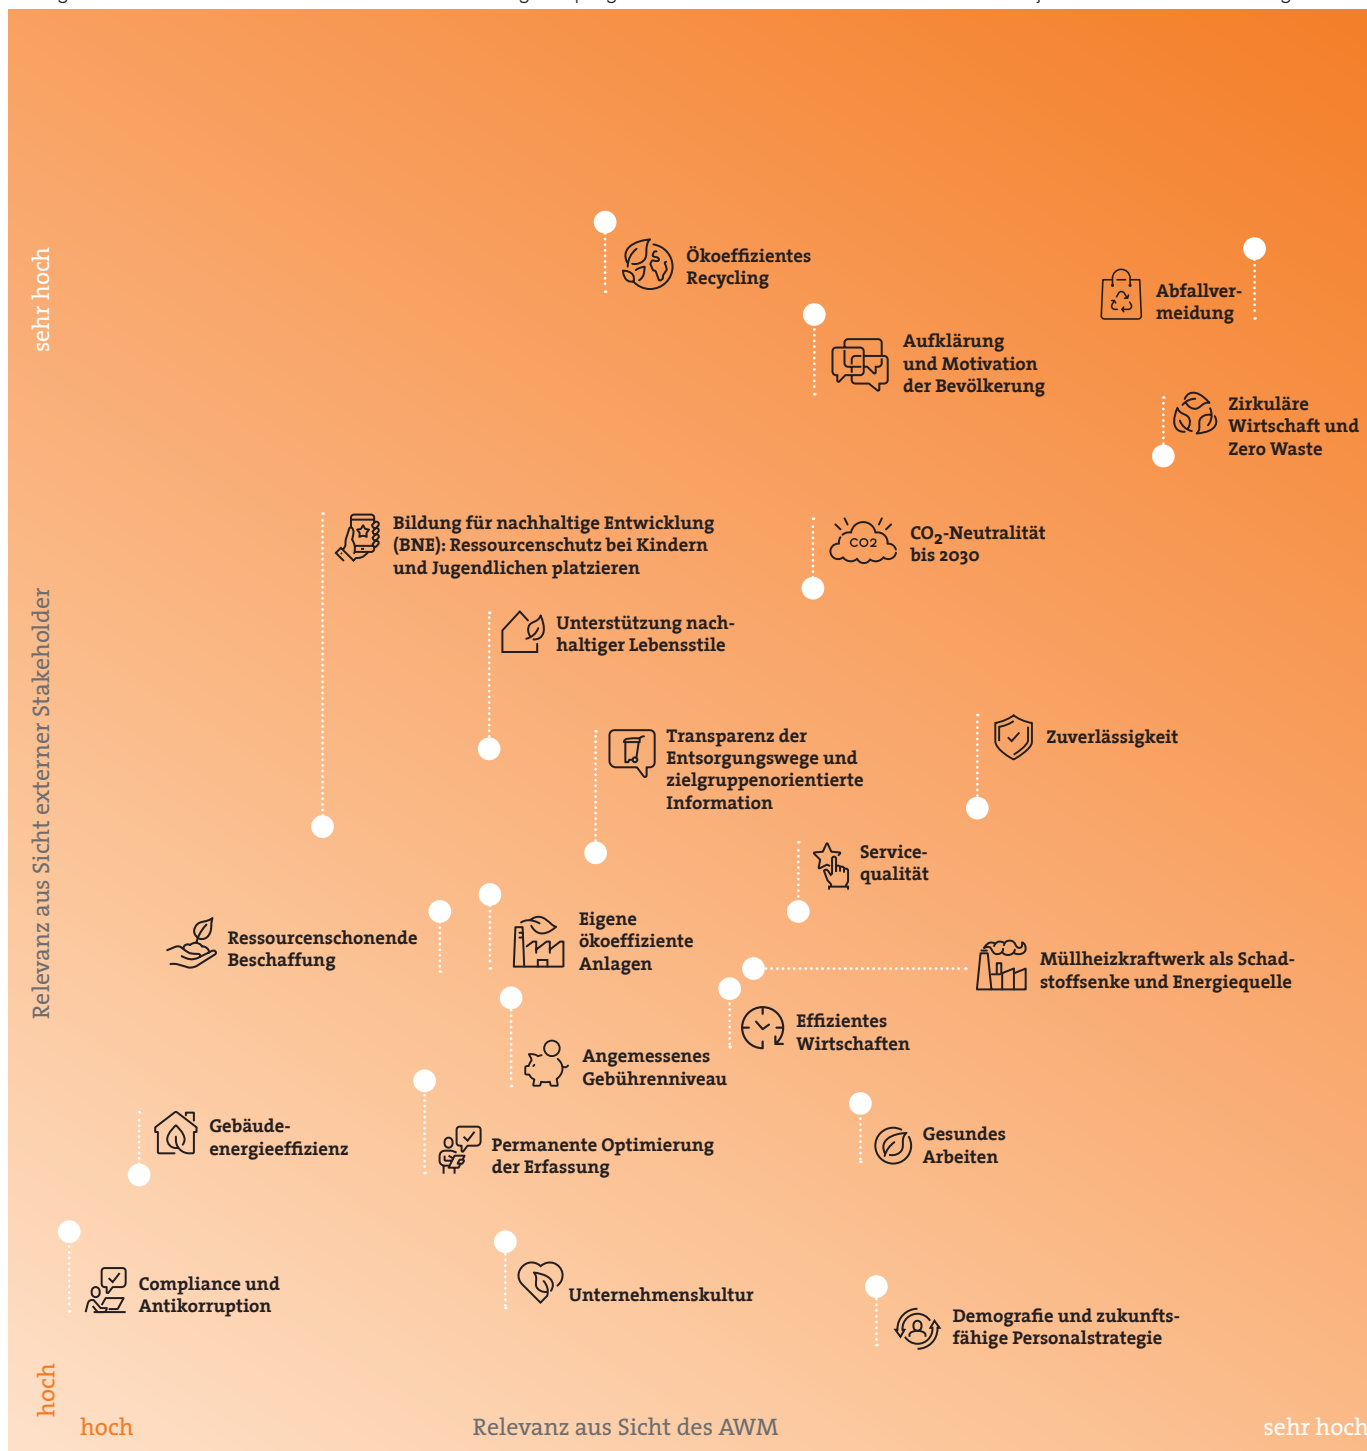 sehr hoch
Relevanz aus Sicht externer Stakeholder
hoch
Ökoeffizientes
Recycling
Abfallver-
meidung
Aufklärung
und Motivation
der Bevölkerung
Zirkuläre
Wirtschaft und
Zero Waste
Bildung für nachhaltige Entwicklung
(BNE): Ressourcenschutz bei Kindern
und Jugendlichen platzieren
CO2
CO₂-Neutralität
bis 2030
Unterstützung nach-
haltiger Lebensstile
Transparenz der
Entsorgungswege und
zielgruppenorientierte
Information
Zuverlässigkeit
Service-
qualität
Ressourcenschonende
Beschaffung
Eigene
ökoeffiziente
Anlagen
Müllheizkraftwerk als Schad-
stoffsenke und Energiequelle
Effizientes
Wirtschaften
Angemessenes
Gebührenniveau
Gebäude-
energieeffizienz
Permanente Optimierung
der Erfassung
Gesundes
Arbeiten
Compliance und
Antikorruption
Unternehmenskultur
Demografie und zukunfts-
fähige Personalstrategie
hoch
Relevanz aus Sicht des AWM
sehr hoch